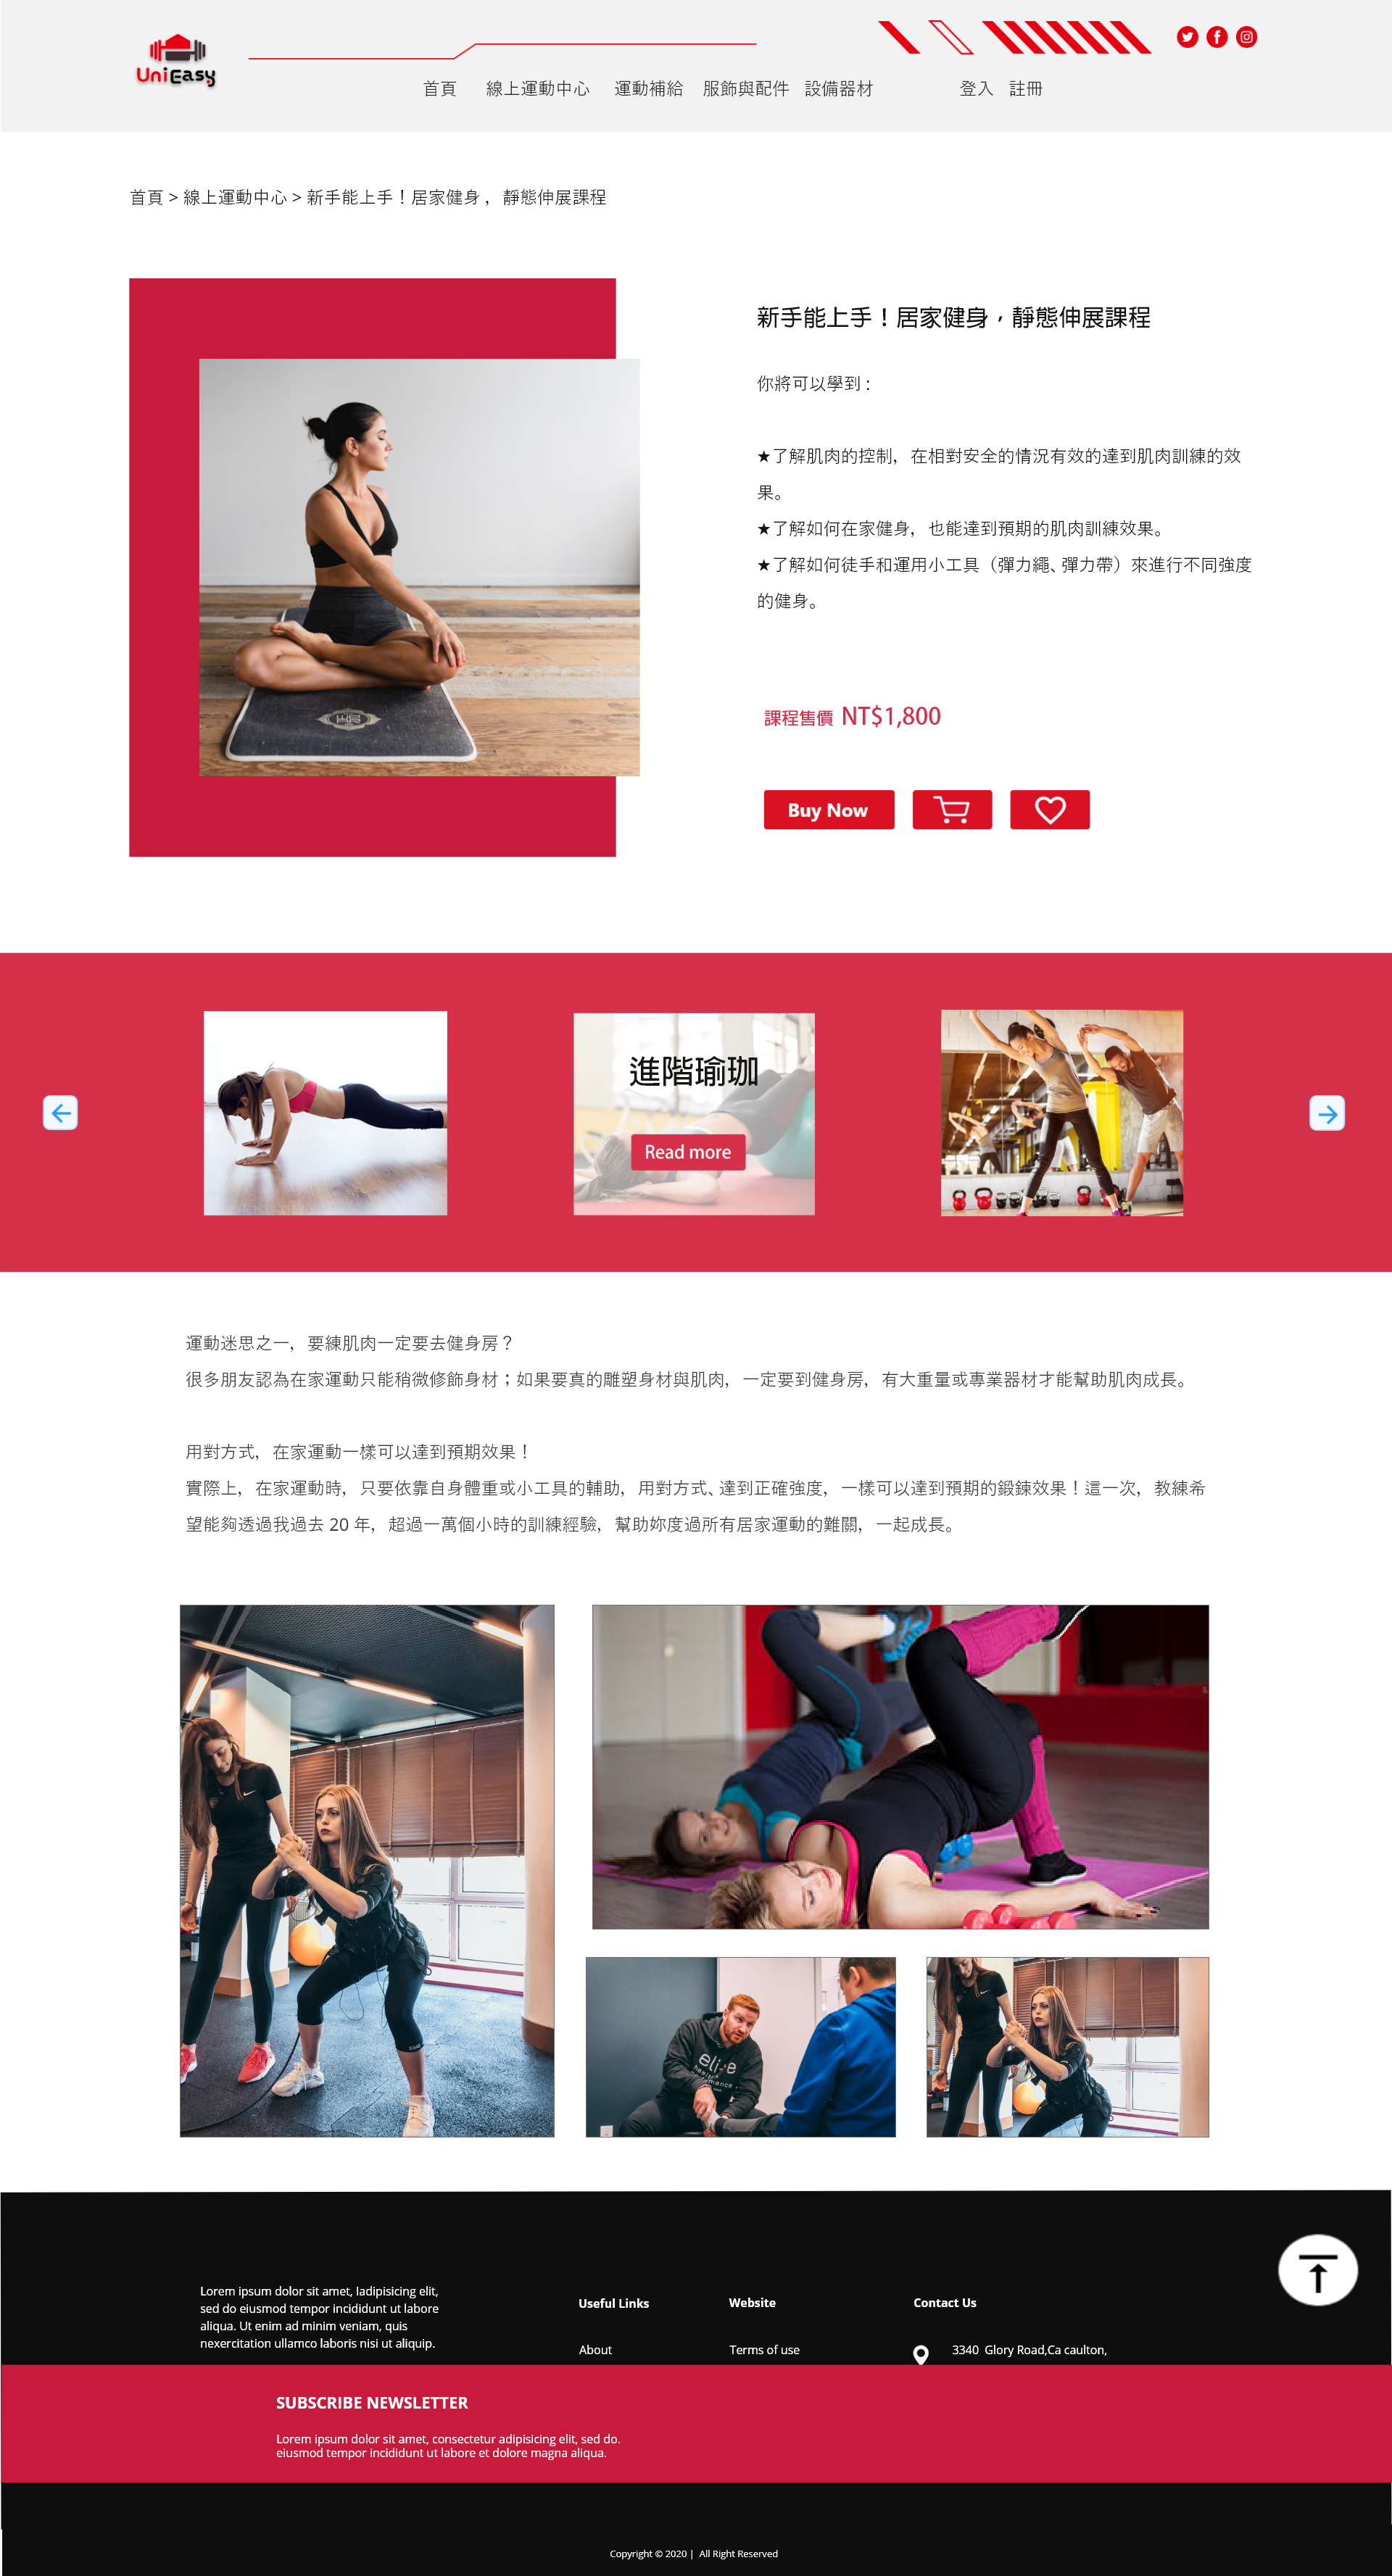 UniEasy
首頁 線上運動中心 運動補給 服飾與配件 設備器材 登入 註冊
首頁 > 線上運動中心 > 新手能上手！居家健身，靜態伸展課程
新手能上手！居家健身，靜態伸展課程
你將可以學到：
★了解肌肉的控制，在相對安全的情況有效的達到肌肉訓練的效
果。
★了解如何在家健身，也能達到預期的肌肉訓練效果。
★了解如何徒手和運用小工具（彈力繩、彈力帶）來進行不同強度
的健身。
課程售價 NT$1,800
Buy Now
進階瑜珈
Read more
運動迷思之一，要練肌肉一定要去健身房？
很多朋友認為在家運動只能稍微修飾身材；如果要真的雕塑身材與肌肉，一定要到健身房，有大重量或專業器材才能幫助肌肉成長。
用對方式，在家運動一樣可以達到預期效果！
實際上，在家運動時，只要依靠自身體重或小工具的輔助，用對方式、達到正確強度，一樣可以達到預期的鍛鍊效果！這一次，教練希
望能夠透過我過去 20 年，超過一萬個小時的訓練經驗，幫助妳度過所有居家運動的難關，一起成長。
Lorem ipsum dolor sit amet, Iadipisicing elit,
sed do eiusmod tempor incididunt ut labore
aliqua. Ut enim ad minim veniam, quis
nexercitation ullamco laboris nisi ut aliquip.
Useful Links
About
Website
Terms of use
Contact Us
3340 Glory Road,Ca caulton,
SUBSCRIBE NEWSLETTER
Lorem ipsum dolor sit amet, consectetur adipisicing elit, sed do.
eiusmod tempor incididunt ut labore et dolore magna aliqua.
Copyright © 2020 | All Right Reserved